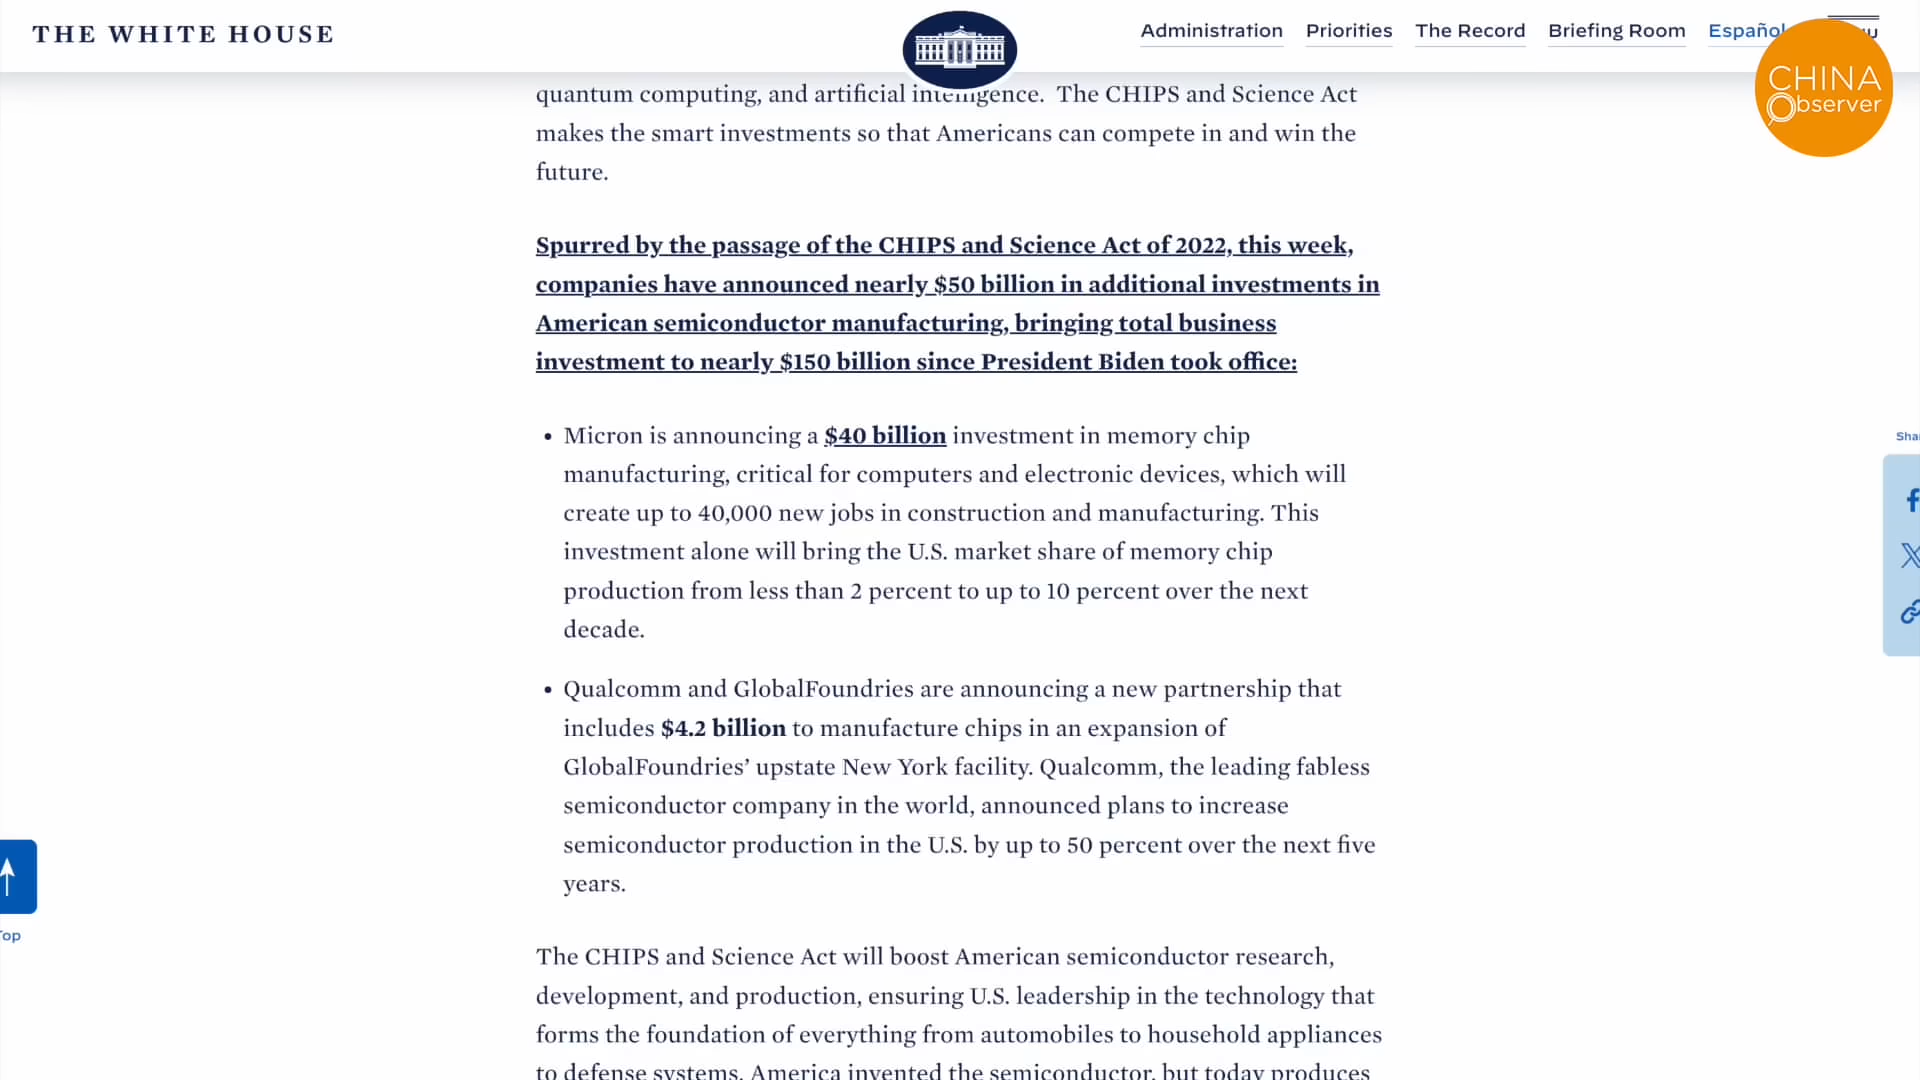 THE WHITE HOUSE
Administration
Priorities
The Record
Briefing Room
Español
CHINA
Observer
quantum computing, and artificial intelligence. The CHIPS and Science Act
makes the smart investments so that Americans can compete in and win the
future.
Spurred by the passage of the CHIPS and Science Act of 2022, this week,
companies have announced nearly $50 billion in additional investments in
American semiconductor manufacturing, bringing total business
investment to nearly $150 billion since President Biden took office:
• Micron is announcing a $40 billion investment in memory chip
manufacturing, critical for computers and electronic devices, which will
create up to 40,000 new jobs in construction and manufacturing. This
investment alone will bring the U.S. market share of memory chip
production from less than 2 percent to up to 10 percent over the next
decade.
• Qualcomm and GlobalFoundries are announcing a new partnership that
includes $4.2 billion to manufacture chips in an expansion of
GlobalFoundries’ upstate New York facility. Qualcomm, the leading fabless
semiconductor company in the world, announced plans to increase
semiconductor production in the U.S. by up to 50 percent over the next five
years.
Top
The CHIPS and Science Act will boost American semiconductor research,
development, and production, ensuring U.S. leadership in the technology that
forms the foundation of everything from automobiles to household appliances
to defense systems. America invented the semiconductor, but today produces